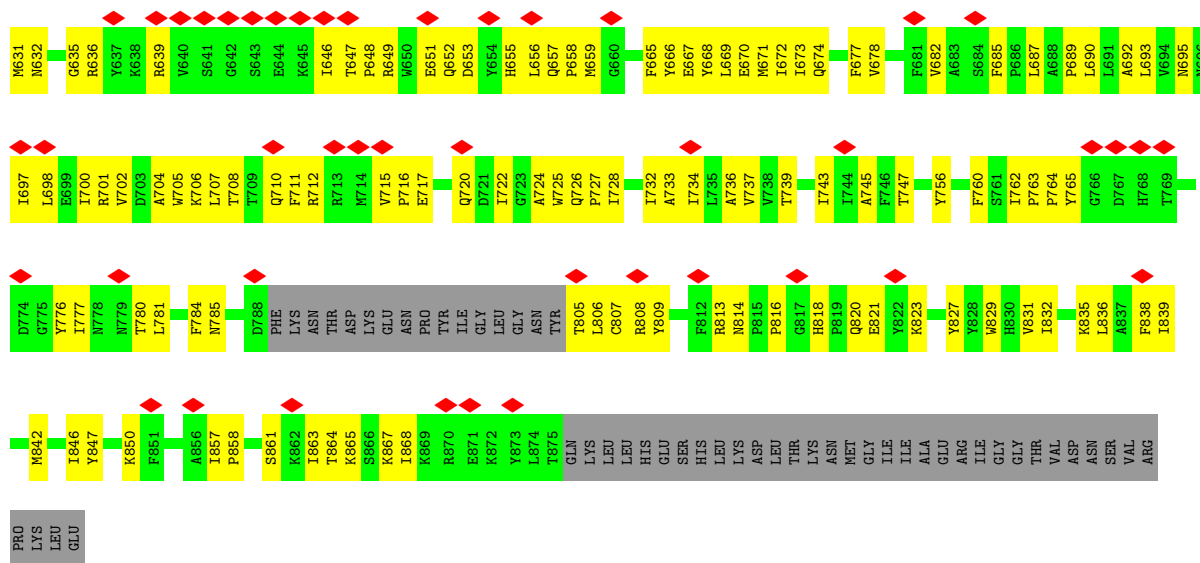 M631 N632 G635 R636 Y637 K638 R639 V640 S641 G642 S643 E644 K645 I646 T647 P648 R649 W650 E651 Q652 D653 Y654 H655 L656 Q657 P658 M659 G660 F665 Y666 E667 Y668 L669 E670 M671 I672 I673 Q674 F677 V678 F681 V682 A683 S684 F685 P686 L687 A688 P689 L690 L691 A692 L693 V694 N695
I697 L698 E699 I700 R701 V702 D703 A704 W705 K706 L707 T708 T709 Q710 F711 R712 R713 M714 V715 P716 E717 Q720 D721 I722 G723 A724 W725 Q726 P727 I728 I732 A733 I734 L735 A736 V737 V738 T739 I743 I744 A745 F746 T747 Y756 F760 S761 I762 P763 P764 Y765 G766 D767 H768 T769
D774 G775 Y776 I777 N778 N779 T780 L781 F784 N785 D788 PHE LYS ASN THR ASP LYS GLU ASN PRO TYR ILE GLY LEU GLY ASN TYR T805 L806 C807 R808 Y809 F812 R813 N814 P815 P816 G817 H818 P819 Q820 E821 Y822 K823 Y827 Y828 W829 H830 V831 I832 K835 L836 A837 F838 I839
M842 I846 Y847 K850 F851 A856 I857 P858 S861 K862 I863 T864 K865 S866 K867 I868 K869 R870 E871 K872 Y873 L874 T875 GLN LYS LEU LEU HIS GLU SER HIS LEU LYS ASP LEU THR LYS ASN MET GLY ILE ILE ALA GLU ARG ILE GLY GLY THR VAL ASP ASN SER VAL ARG
PRO LYS LEU GLU